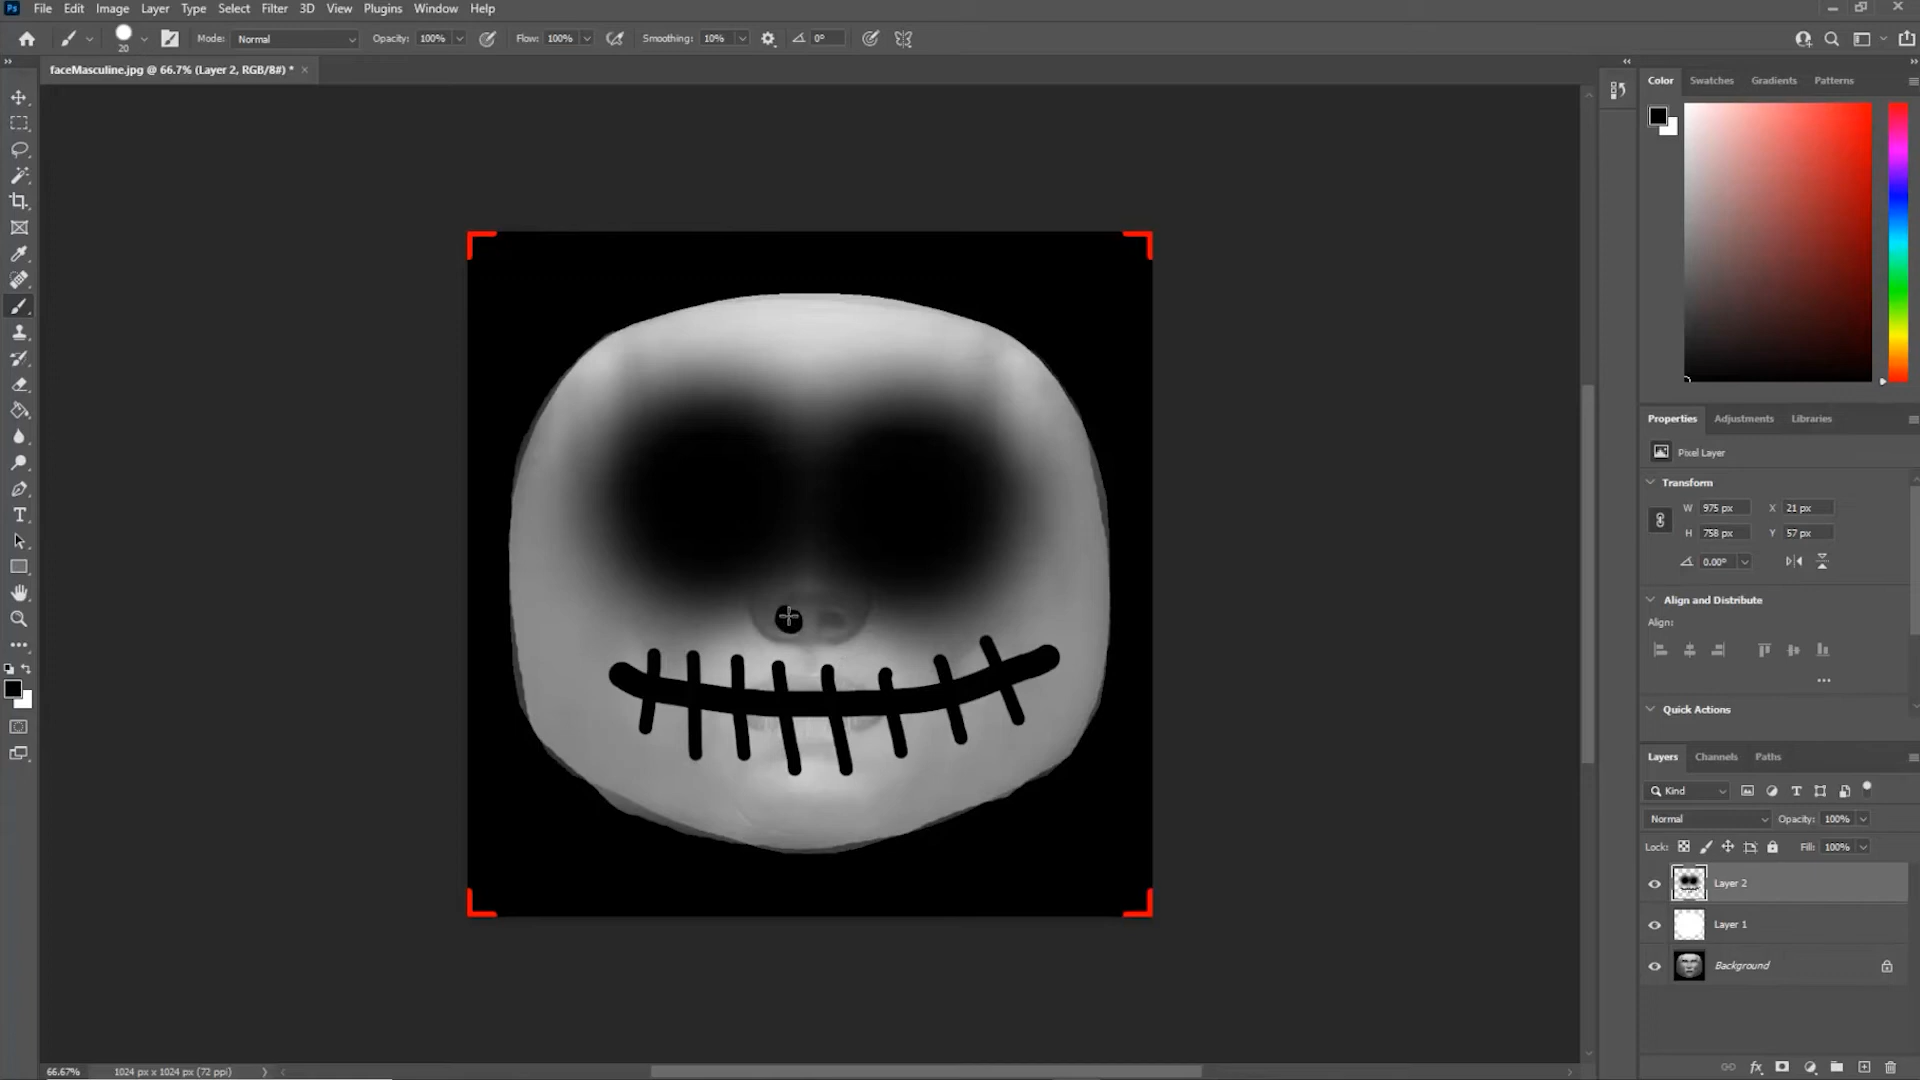 Ps File Edit Image Layer Type Select Filter 3D View Plugins Window Help
20 Mode: Normal Opacity: 100% Flow: 100% Smoothing: 10% 0°
faceMasculine.jpg @ 66.7% (Layer 2, RGB/8#) * ×
Color Swatches Gradients Patterns
Properties Adjustments Libraries
Pixel Layer
Transform
W 975 px X 21 px
H 758 px Y 57 px
0.00°
Align and Distribute
Align:
Quick Actions
Layers Channels Paths
Kind
Normal Opacity: 100%
Lock: Fill: 100%
Layer 2
Layer 1
Background
66.67% 1024 px x 1024 px (72 ppi)